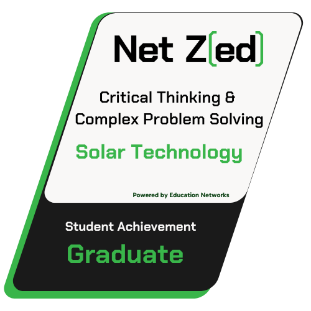 Net Z{ed}
Critical Thinking &
Complex Problem Solving
Solar Technology
Powered by Education Networks
Student Achievement
Graduate